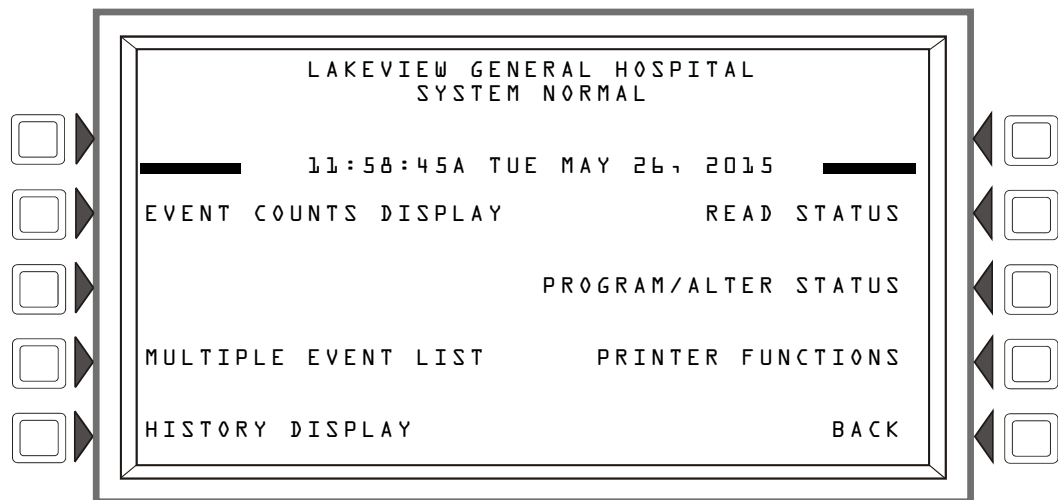 LAKEVIEW GENERAL HOSPITAL
SYSTEM NORMAL
11:58:45A TUE MAY 26, 2015
EVENT COUNTS DISPLAY READ STATUS
PROGRAM/ALTER STATUS
MULTIPLE EVENT LIST PRINTER FUNCTIONS
HISTORY DISPLAY BACK